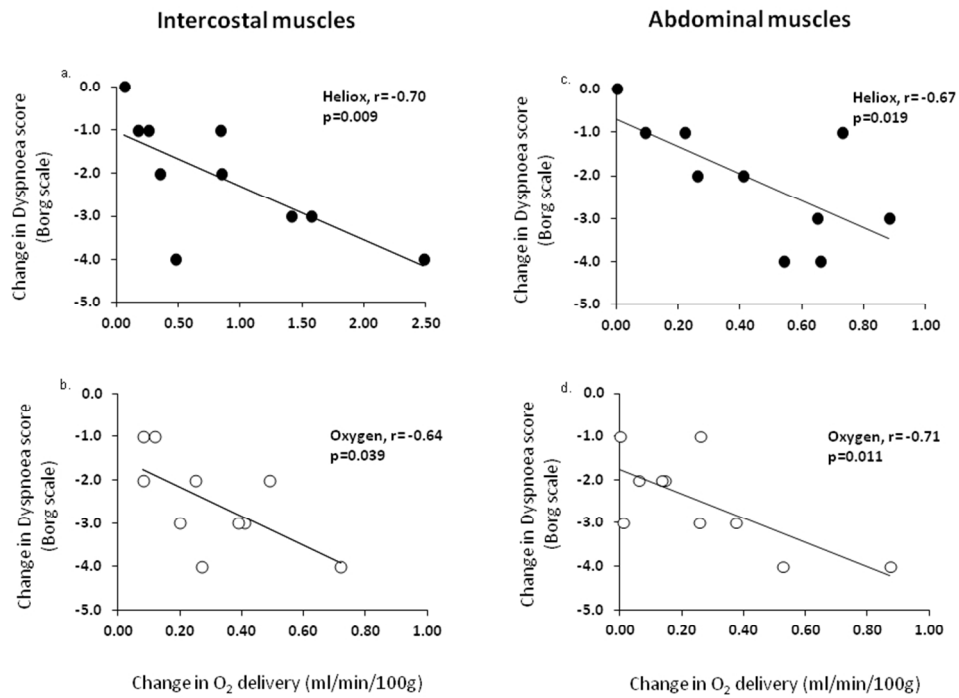 Intercostal muscles
Abdominal muscles
a.
Change in Dyspnoea score
(Borg scale)
0.0
-1.0
-2.0
-3.0
-4.0
-5.0
0.00 0.50 1.00 1.50 2.00 2.50
Heliox, r=-0.70
p=0.009
c.
Change in Dyspnoea score
(Borg scale)
0.0
-1.0
-2.0
-3.0
-4.0
-5.0
0.00 0.20 0.40 0.60 0.80 1.00
Heliox, r=-0.67
p=0.019
b.
Change in Dyspnoea score
(Borg scale)
0.0
-1.0
-2.0
-3.0
-4.0
-5.0
0.00 0.20 0.40 0.60 0.80 1.00
Oxygen, r=-0.64
p=0.039
Change in O₂ delivery (ml/min/100g)
d.
Change in Dyspnoea score
(Borg scale)
0.0
-1.0
-2.0
-3.0
-4.0
-5.0
0.00 0.20 0.40 0.60 0.80 1.00
Oxygen, r=-0.71
p=0.011
Change in O₂ delivery (ml/min/100g)